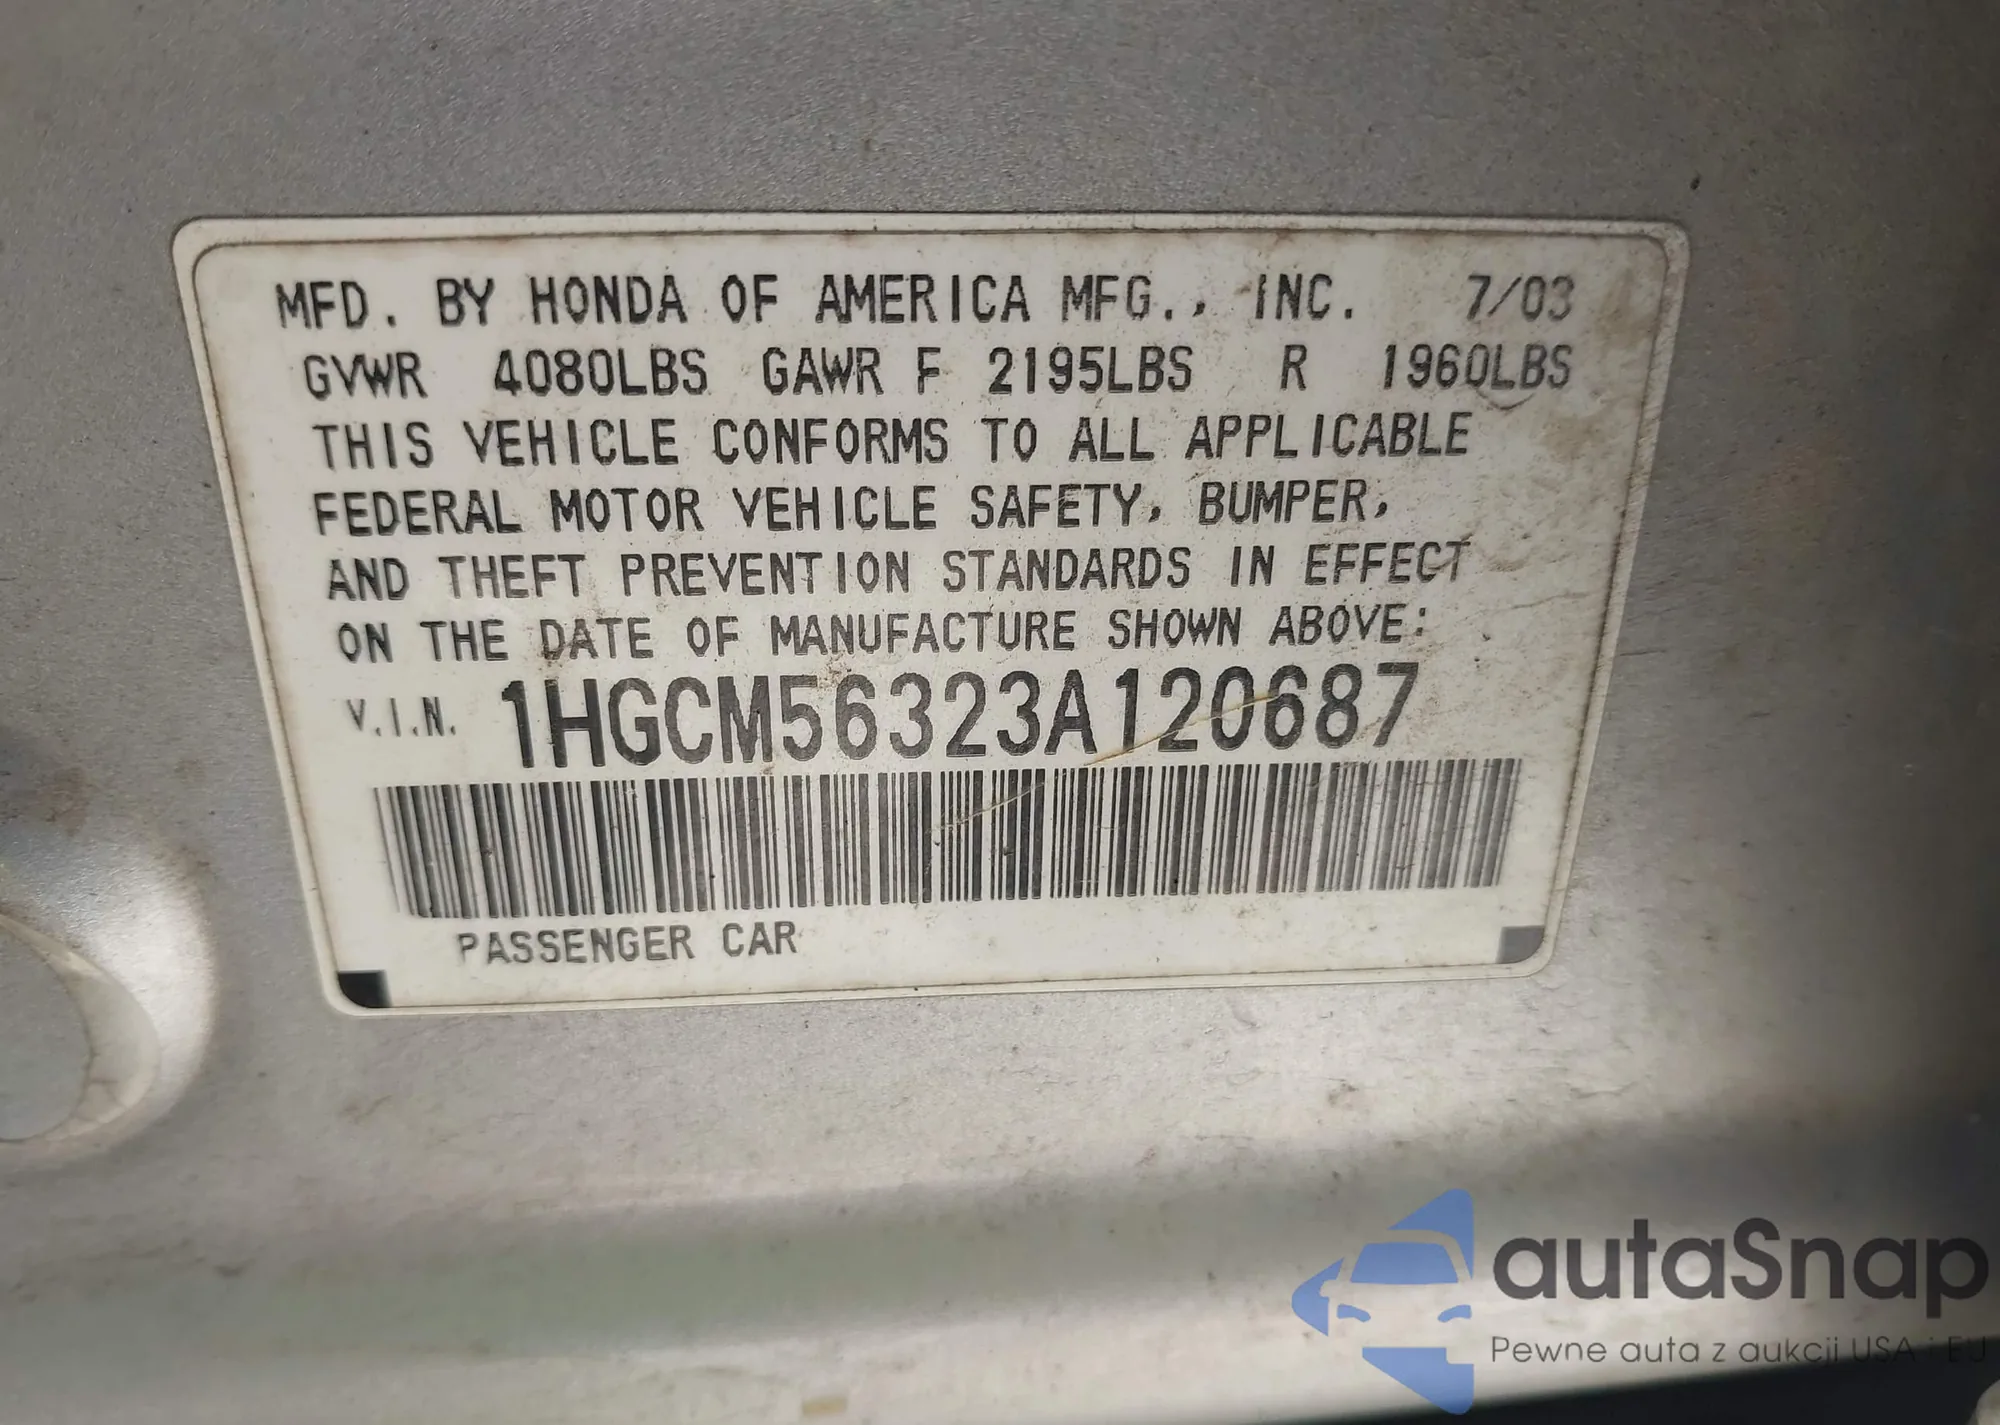 MFD. BY HONDA OF AMERICA MFG., INC. 7/03
GVWR 4080LBS GAWR F 2195LBS R 1960LBS
THIS VEHICLE CONFORMS TO ALL APPLICABLE
FEDERAL MOTOR VEHICLE SAFETY, BUMPER,
AND THEFT PREVENTION STANDARDS IN EFFECT
ON THE DATE OF MANUFACTURE SHOWN ABOVE:
V.I.N. 1HGCM56323A120687
PASSENGER CAR
autaSnap
Pewne auta z aukcji USA i EU